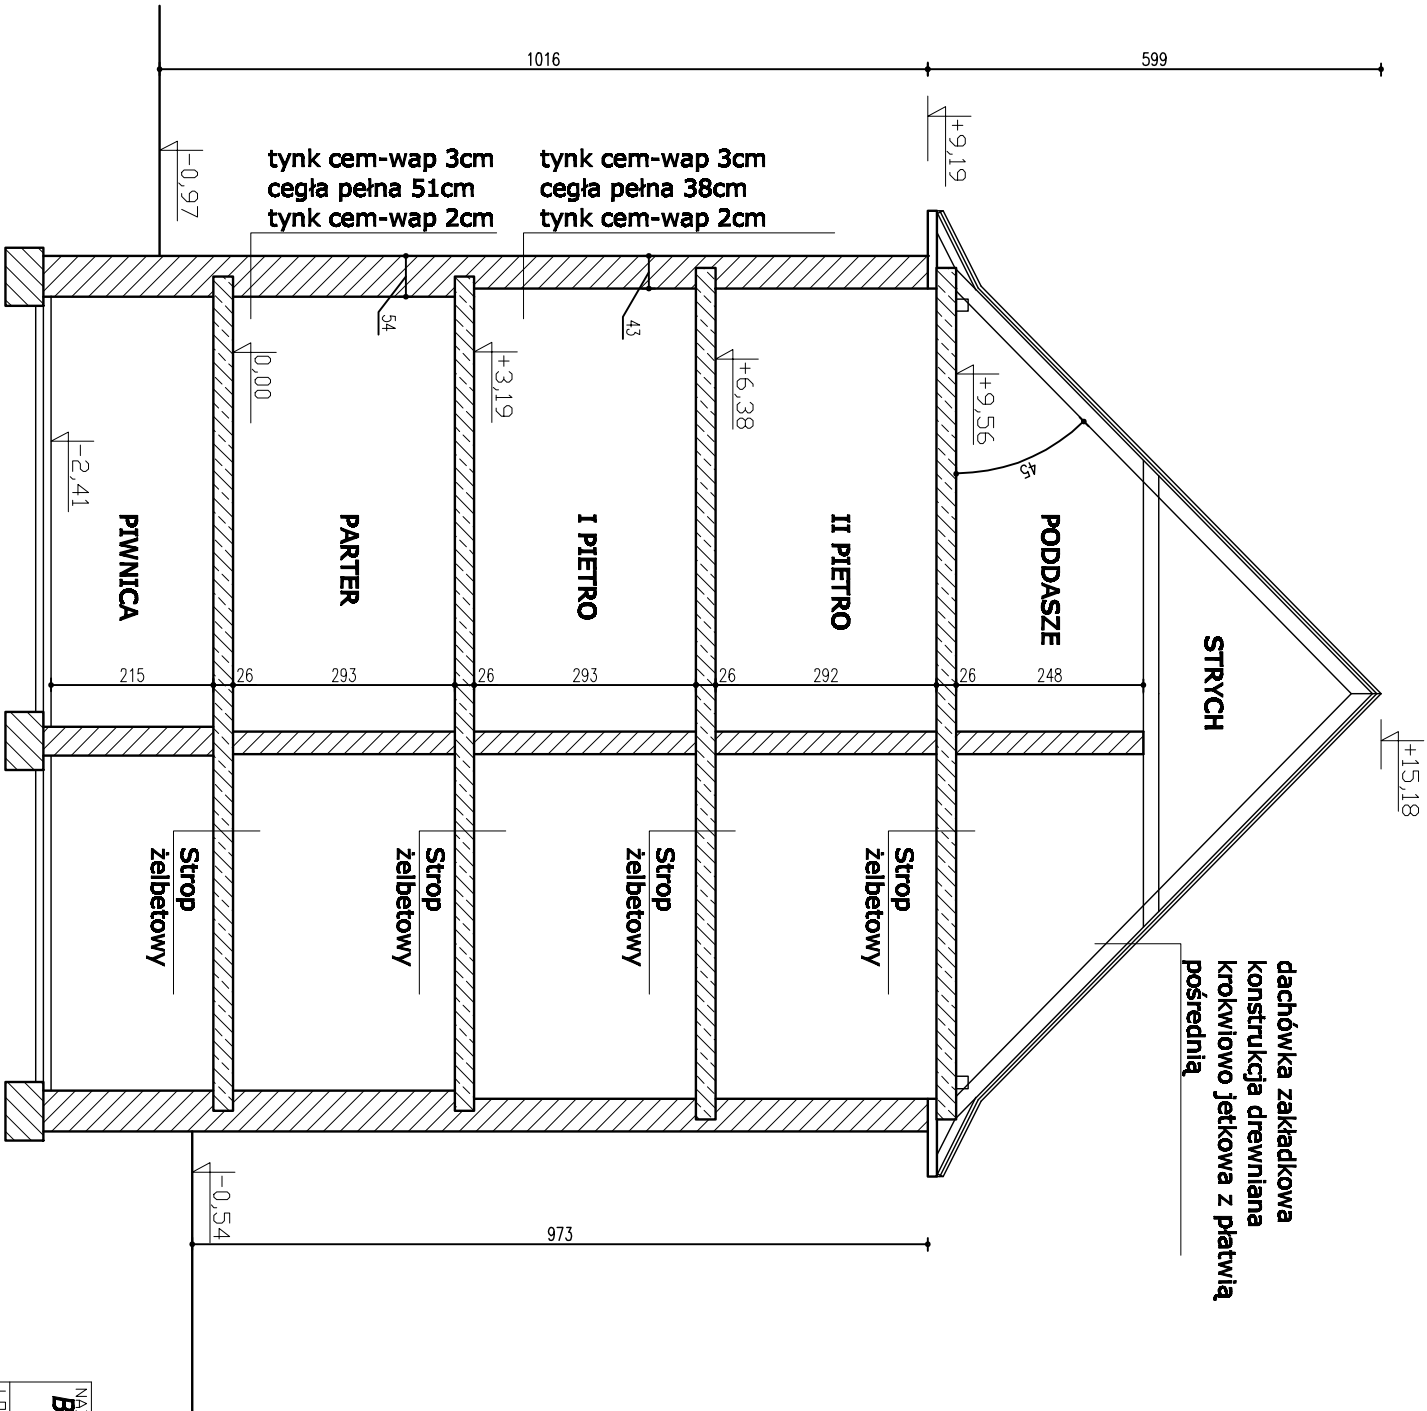 1016
599
+9,19
-0,97
tynk cem-wap 3cm
cegła pełna 51cm
tynk cem-wap 2cm
tynk cem-wap 3cm
cegła pełna 38cm
tynk cem-wap 2cm
54
43
0,00
+3,19
+6,38
+9,56
-2,41
45
PIWNICA
PARTER
I PIETRO
II PIETRO
PODDASZE
STRYCH
215
26
293
26
293
26
292
26
248
+15,18
Strop
żelbetowy
Strop
żelbetowy
Strop
żelbetowy
Strop
żelbetowy
dachówka zakładkowa
konstrukcja drewniana
krokwiowo jetkowa z płatwią
pośrednią
-0,54
973